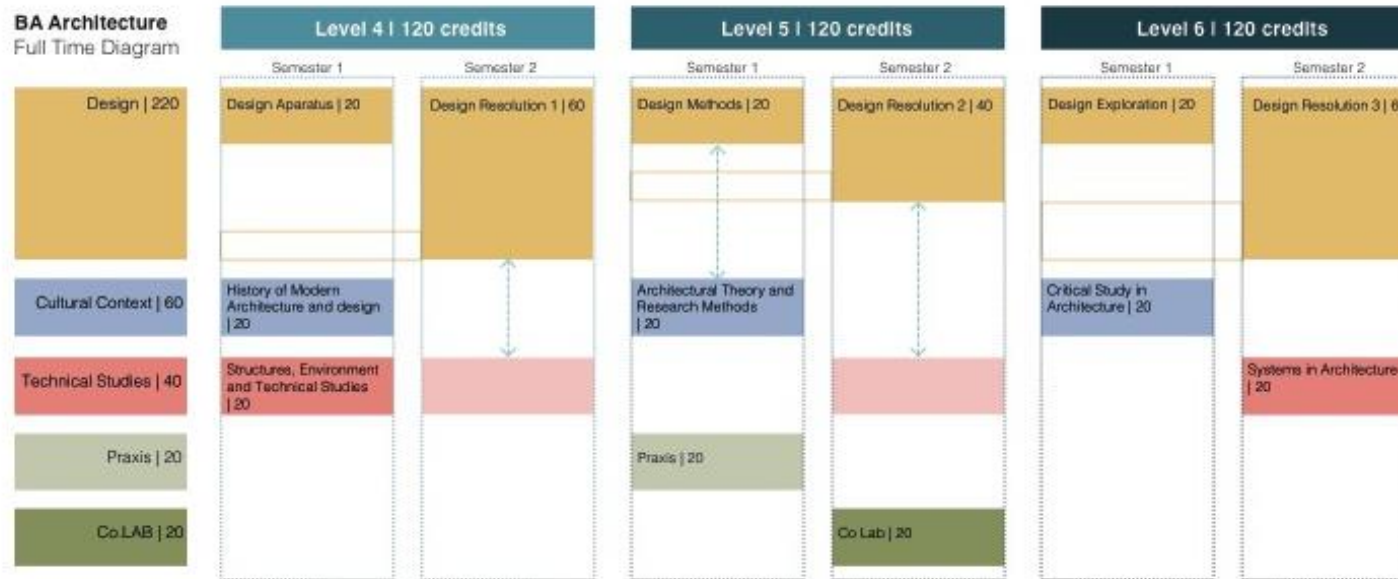 BA Architecture
Full Time Diagram
Level 4 | 120 credits
Level 5 | 120 credits
Level 6 | 120 credits
Semester 1
Semester 2
Semester 1
Semester 2
Semester 1
Semester 2
Design | 220
Design Aparatus | 20
Design Resolution 1 | 60
Design Methods | 20
Design Resolution 2 | 40
Design Exploration | 20
Design Resolution 3 |
Cultural Context | 60
History of Modern
Architecture and design
| 20
Architectural Theory and
Research Methods
| 20
Critical Study in
Architecture | 20
Technical Studies | 40
Structures, Environment
and Technical Studies
| 20
Systems in Architecture
| 20
Praxis | 20
Praxis | 20
Co.LAB | 20
Co Lab | 20